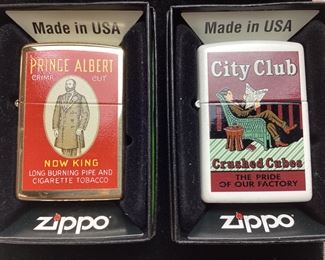 Made in USA
PRINCE ALBERT
CRIMP CUT
NOW KING
LONG BURNING PIPE AND
CIGARETTE TOBACCO
zippo
Made in USA
City Club
Crushed Cubes
THE PRIDE
OF OUR FACTORY
zippo